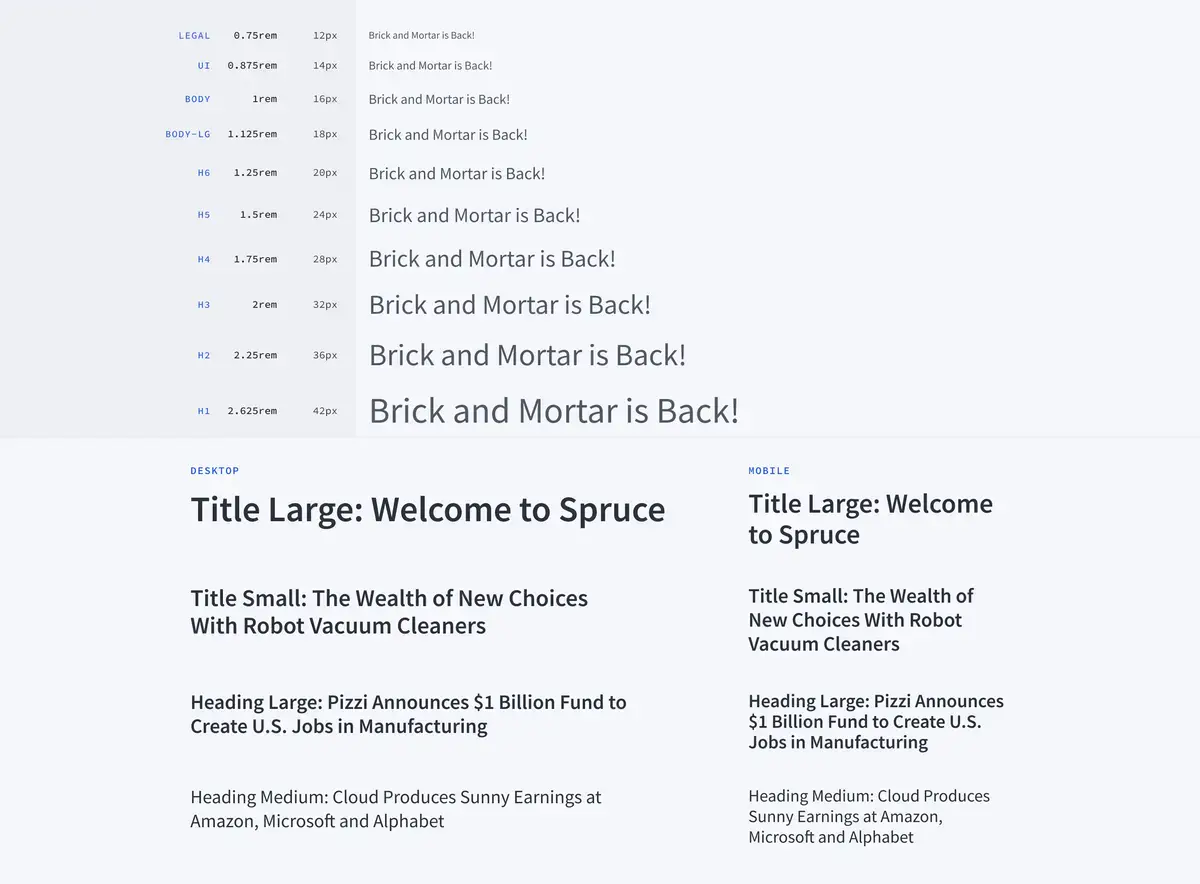 LEGAL 0.75rem 12px Brick and Mortar is Back!
UI 0.875rem 14px Brick and Mortar is Back!
BODY 1rem 16px Brick and Mortar is Back!
BODY-LG 1.125rem 18px Brick and Mortar is Back!
H6 1.25rem 20px Brick and Mortar is Back!
H5 1.5rem 24px Brick and Mortar is Back!
H4 1.75rem 28px Brick and Mortar is Back!
H3 2rem 32px Brick and Mortar is Back!
H2 2.25rem 36px Brick and Mortar is Back!
H1 2.625rem 42px Brick and Mortar is Back!
DESKTOP
Title Large: Welcome to Spruce
Title Small: The Wealth of New Choices
With Robot Vacuum Cleaners
Heading Large: Pizzi Announces $1 Billion Fund to
Create U.S. Jobs in Manufacturing
Heading Medium: Cloud Produces Sunny Earnings at
Amazon, Microsoft and Alphabet
MOBILE
Title Large: Welcome
to Spruce
Title Small: The Wealth of
New Choices With Robot
Vacuum Cleaners
Heading Large: Pizzi Announces
$1 Billion Fund to Create U.S.
Jobs in Manufacturing
Heading Medium: Cloud Produces
Sunny Earnings at Amazon,
Microsoft and Alphabet